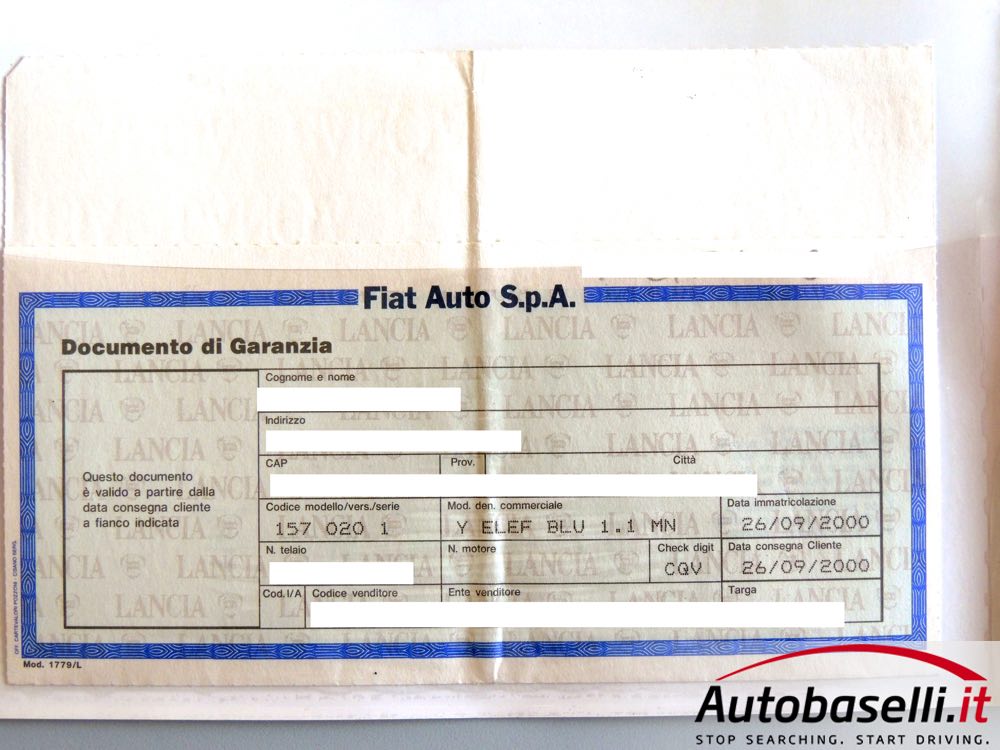 Fiat Auto S.p.A.
Documento di Garanzia
Cognome e nome
Indirizzo
CAP Prov. Città
Questo documento
è valido a partire dalla
data consegna cliente
a fianco indicata
Codice modello/vers./serie Mod. den. commerciale Data immatricolazione
157 020 1 Y ELEF BLU 1.1 MN 26/09/2000
N. telaio N. motore Check digit Data consegna Cliente
CQV 26/09/2000
Cod. I/A Codice venditore Ente venditore Targa
Mod. 1779/L
LANCIA
Autobaselli.it
STOP SEARCHING. START DRIVING.